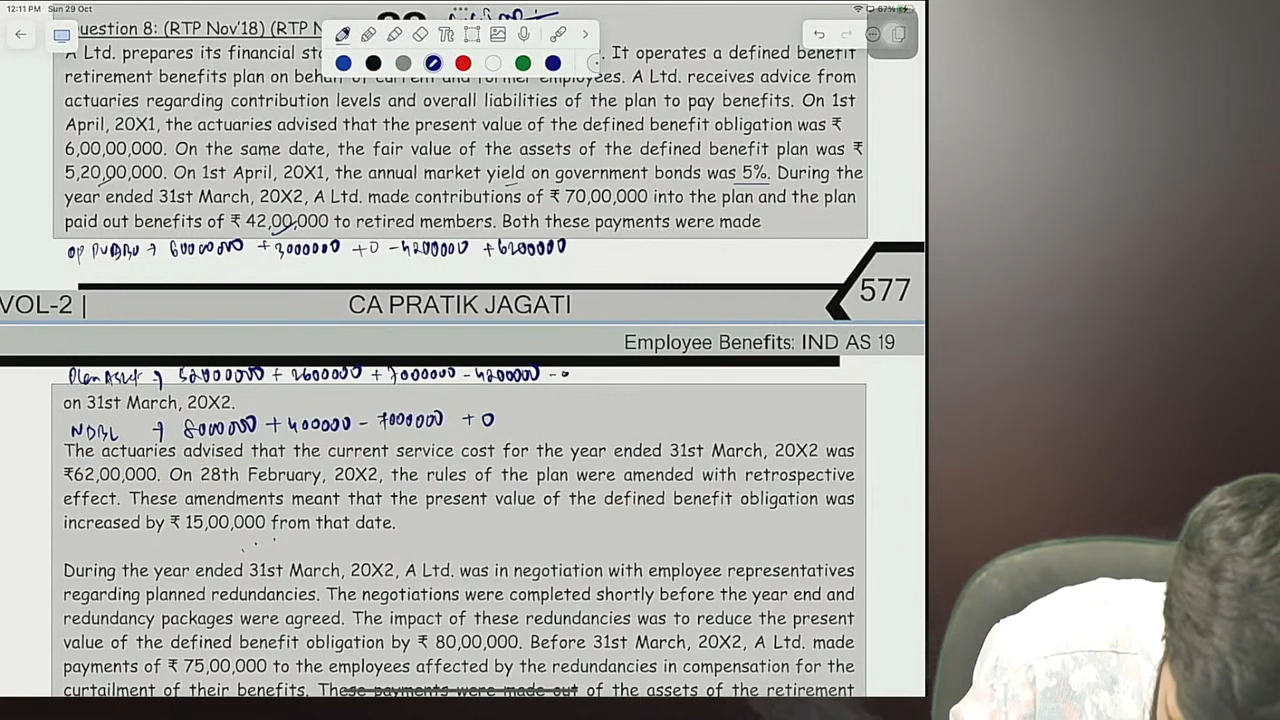 12:11 PM Sun 29 Oct
67%
Question 8: (RTP Nov'18) (RTP N
A Ltd. prepares its financial sta . It operates a defined benefit
retirement benefits plan on behalf of current and former employees. A Ltd. receives advice from
actuaries regarding contribution levels and overall liabilities of the plan to pay benefits. On 1st
April, 20X1, the actuaries advised that the present value of the defined benefit obligation was ₹
6,00,00,000. On the same date, the fair value of the assets of the defined benefit plan was ₹
5,20,00,000. On 1st April, 20X1, the annual market yield on government bonds was 5%. During the
year ended 31st March, 20X2, A Ltd. made contributions of ₹ 70,00,000 into the plan and the plan
paid out benefits of ₹ 42,00,000 to retired members. Both these payments were made
OP PVDBO → 60000000 + 3000000 + 0 - 4200000 + 6200000
VOL-2 | CA PRATIK JAGATI 577
Employee Benefits: IND AS 19
Plan Asset → 52000000 + 2600000 + 7000000 - 4200000 -
on 31st March, 20X2.
NDBL → 8000000 + 400000 - 7000000 + 0
The actuaries advised that the current service cost for the year ended 31st March, 20X2 was
₹62,00,000. On 28th February, 20X2, the rules of the plan were amended with retrospective
effect. These amendments meant that the present value of the defined benefit obligation was
increased by ₹ 15,00,000 from that date.
During the year ended 31st March, 20X2, A Ltd. was in negotiation with employee representatives
regarding planned redundancies. The negotiations were completed shortly before the year end and
redundancy packages were agreed. The impact of these redundancies was to reduce the present
value of the defined benefit obligation by ₹ 80,00,000. Before 31st March, 20X2, A Ltd. made
payments of ₹ 75,00,000 to the employees affected by the redundancies in compensation for the
curtailment of their benefits. These payments were made out of the assets of the retirement